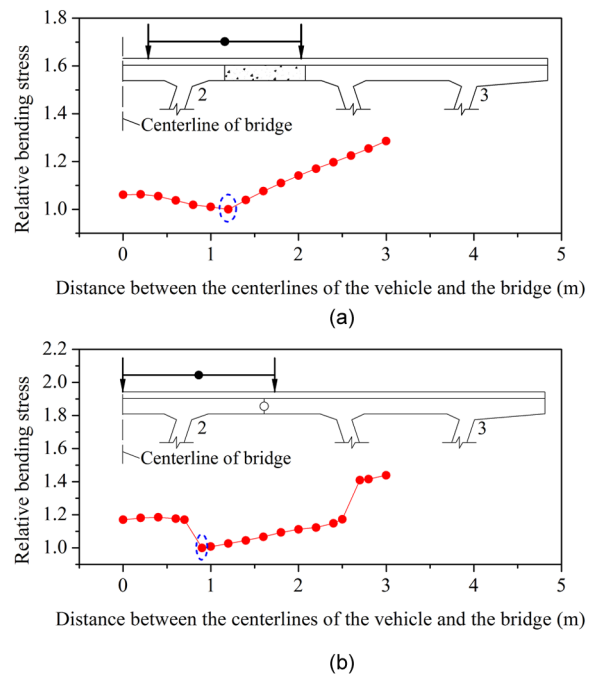 1.8
1.6
1.4
1.2
1.0
Relative bending stress
2
3
Centerline of bridge
0 1 2 3 4 5
Distance between the centerlines of the vehicle and the bridge (m)
(a)
2.2
2.0
1.8
1.6
1.4
1.2
1.0
Relative bending stress
2
3
Centerline of bridge
0 1 2 3 4 5
Distance between the centerlines of the vehicle and the bridge (m)
(b)